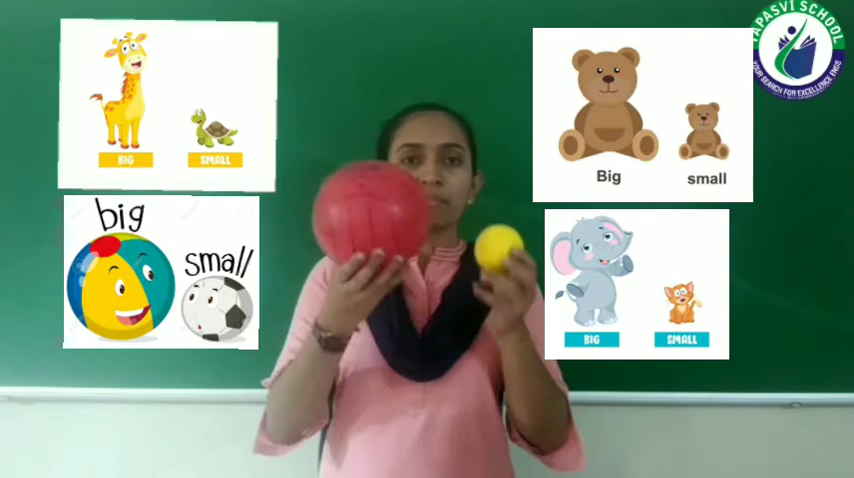 BIG SMALL
big
small
Big small
BIG SMALL
TAPASVI SCHOOL
YOUR SEARCH FOR EXCELLENCE ENDS